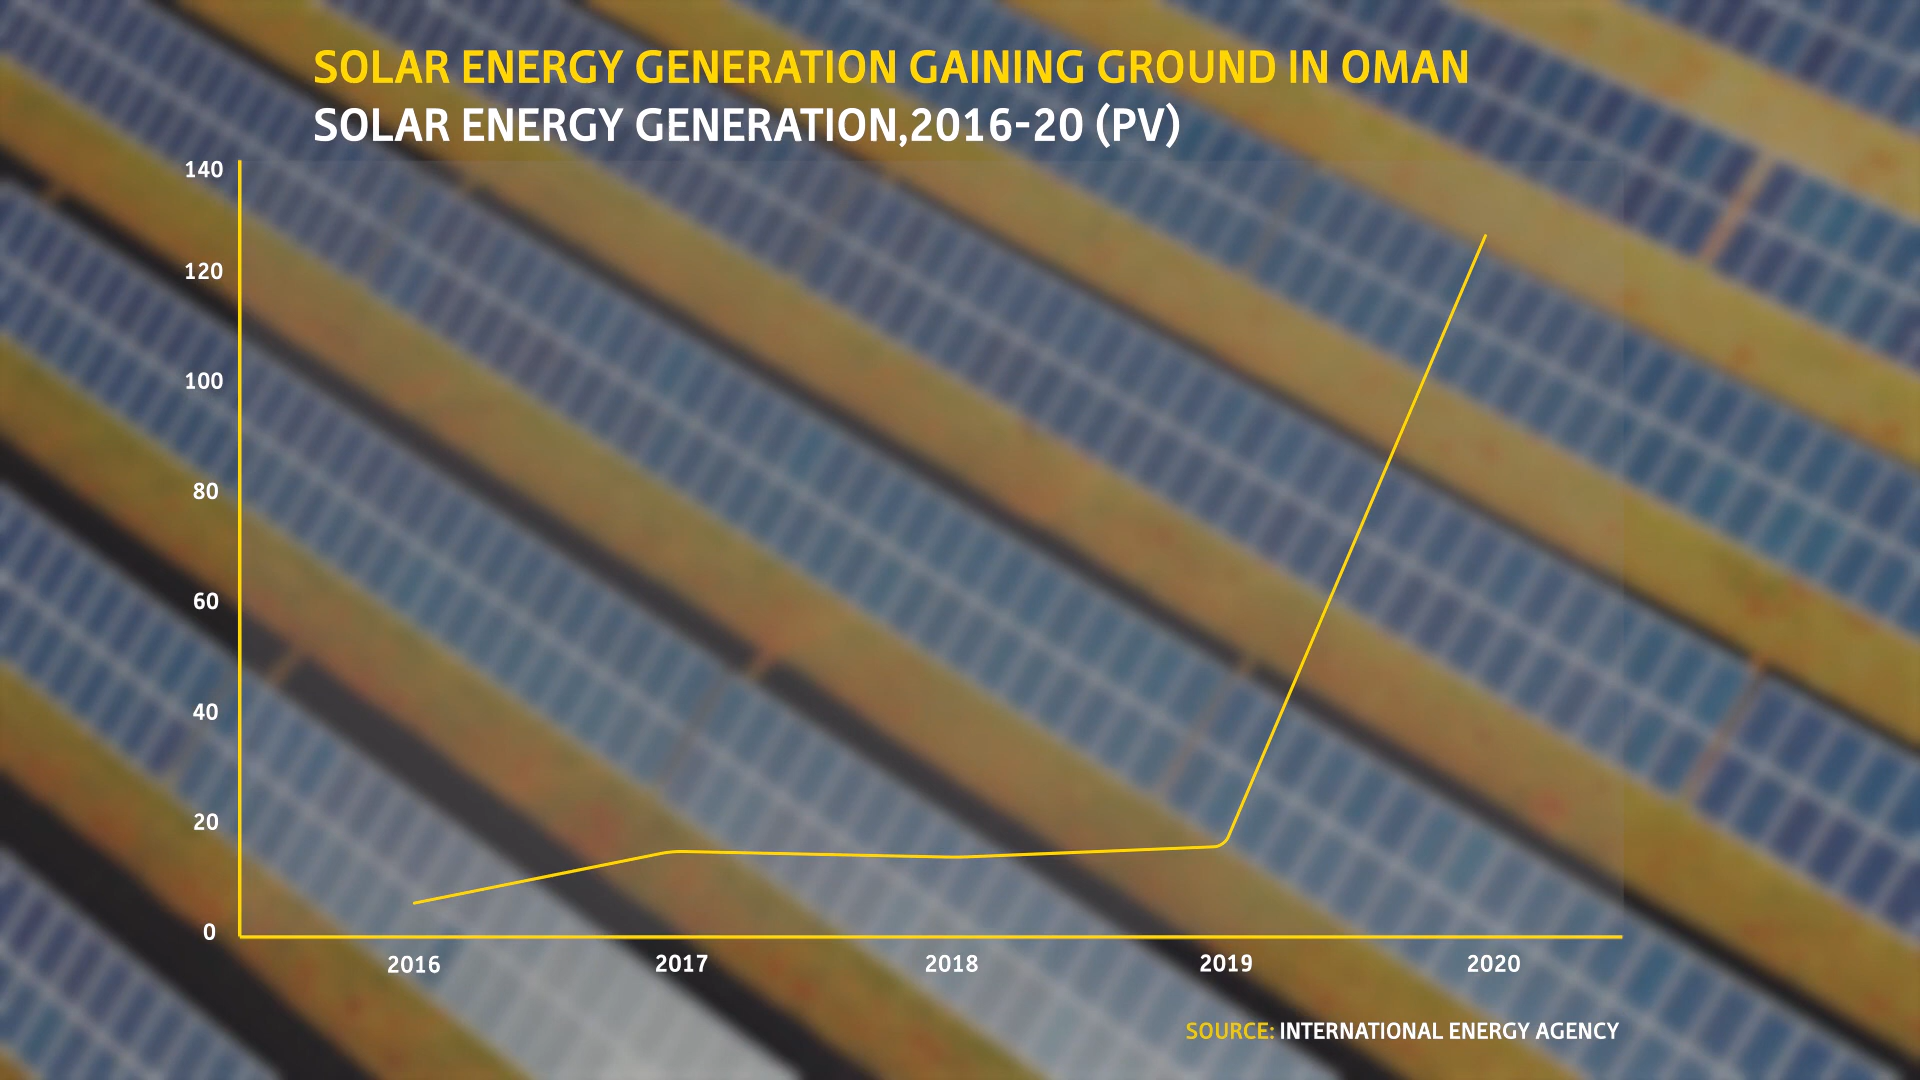 SOLAR ENERGY GENERATION GAINING GROUND IN OMAN
SOLAR ENERGY GENERATION,2016-20 (PV)
140
120
100
80
60
40
20
0
2016 2017 2018 2019 2020
SOURCE: INTERNATIONAL ENERGY AGENCY